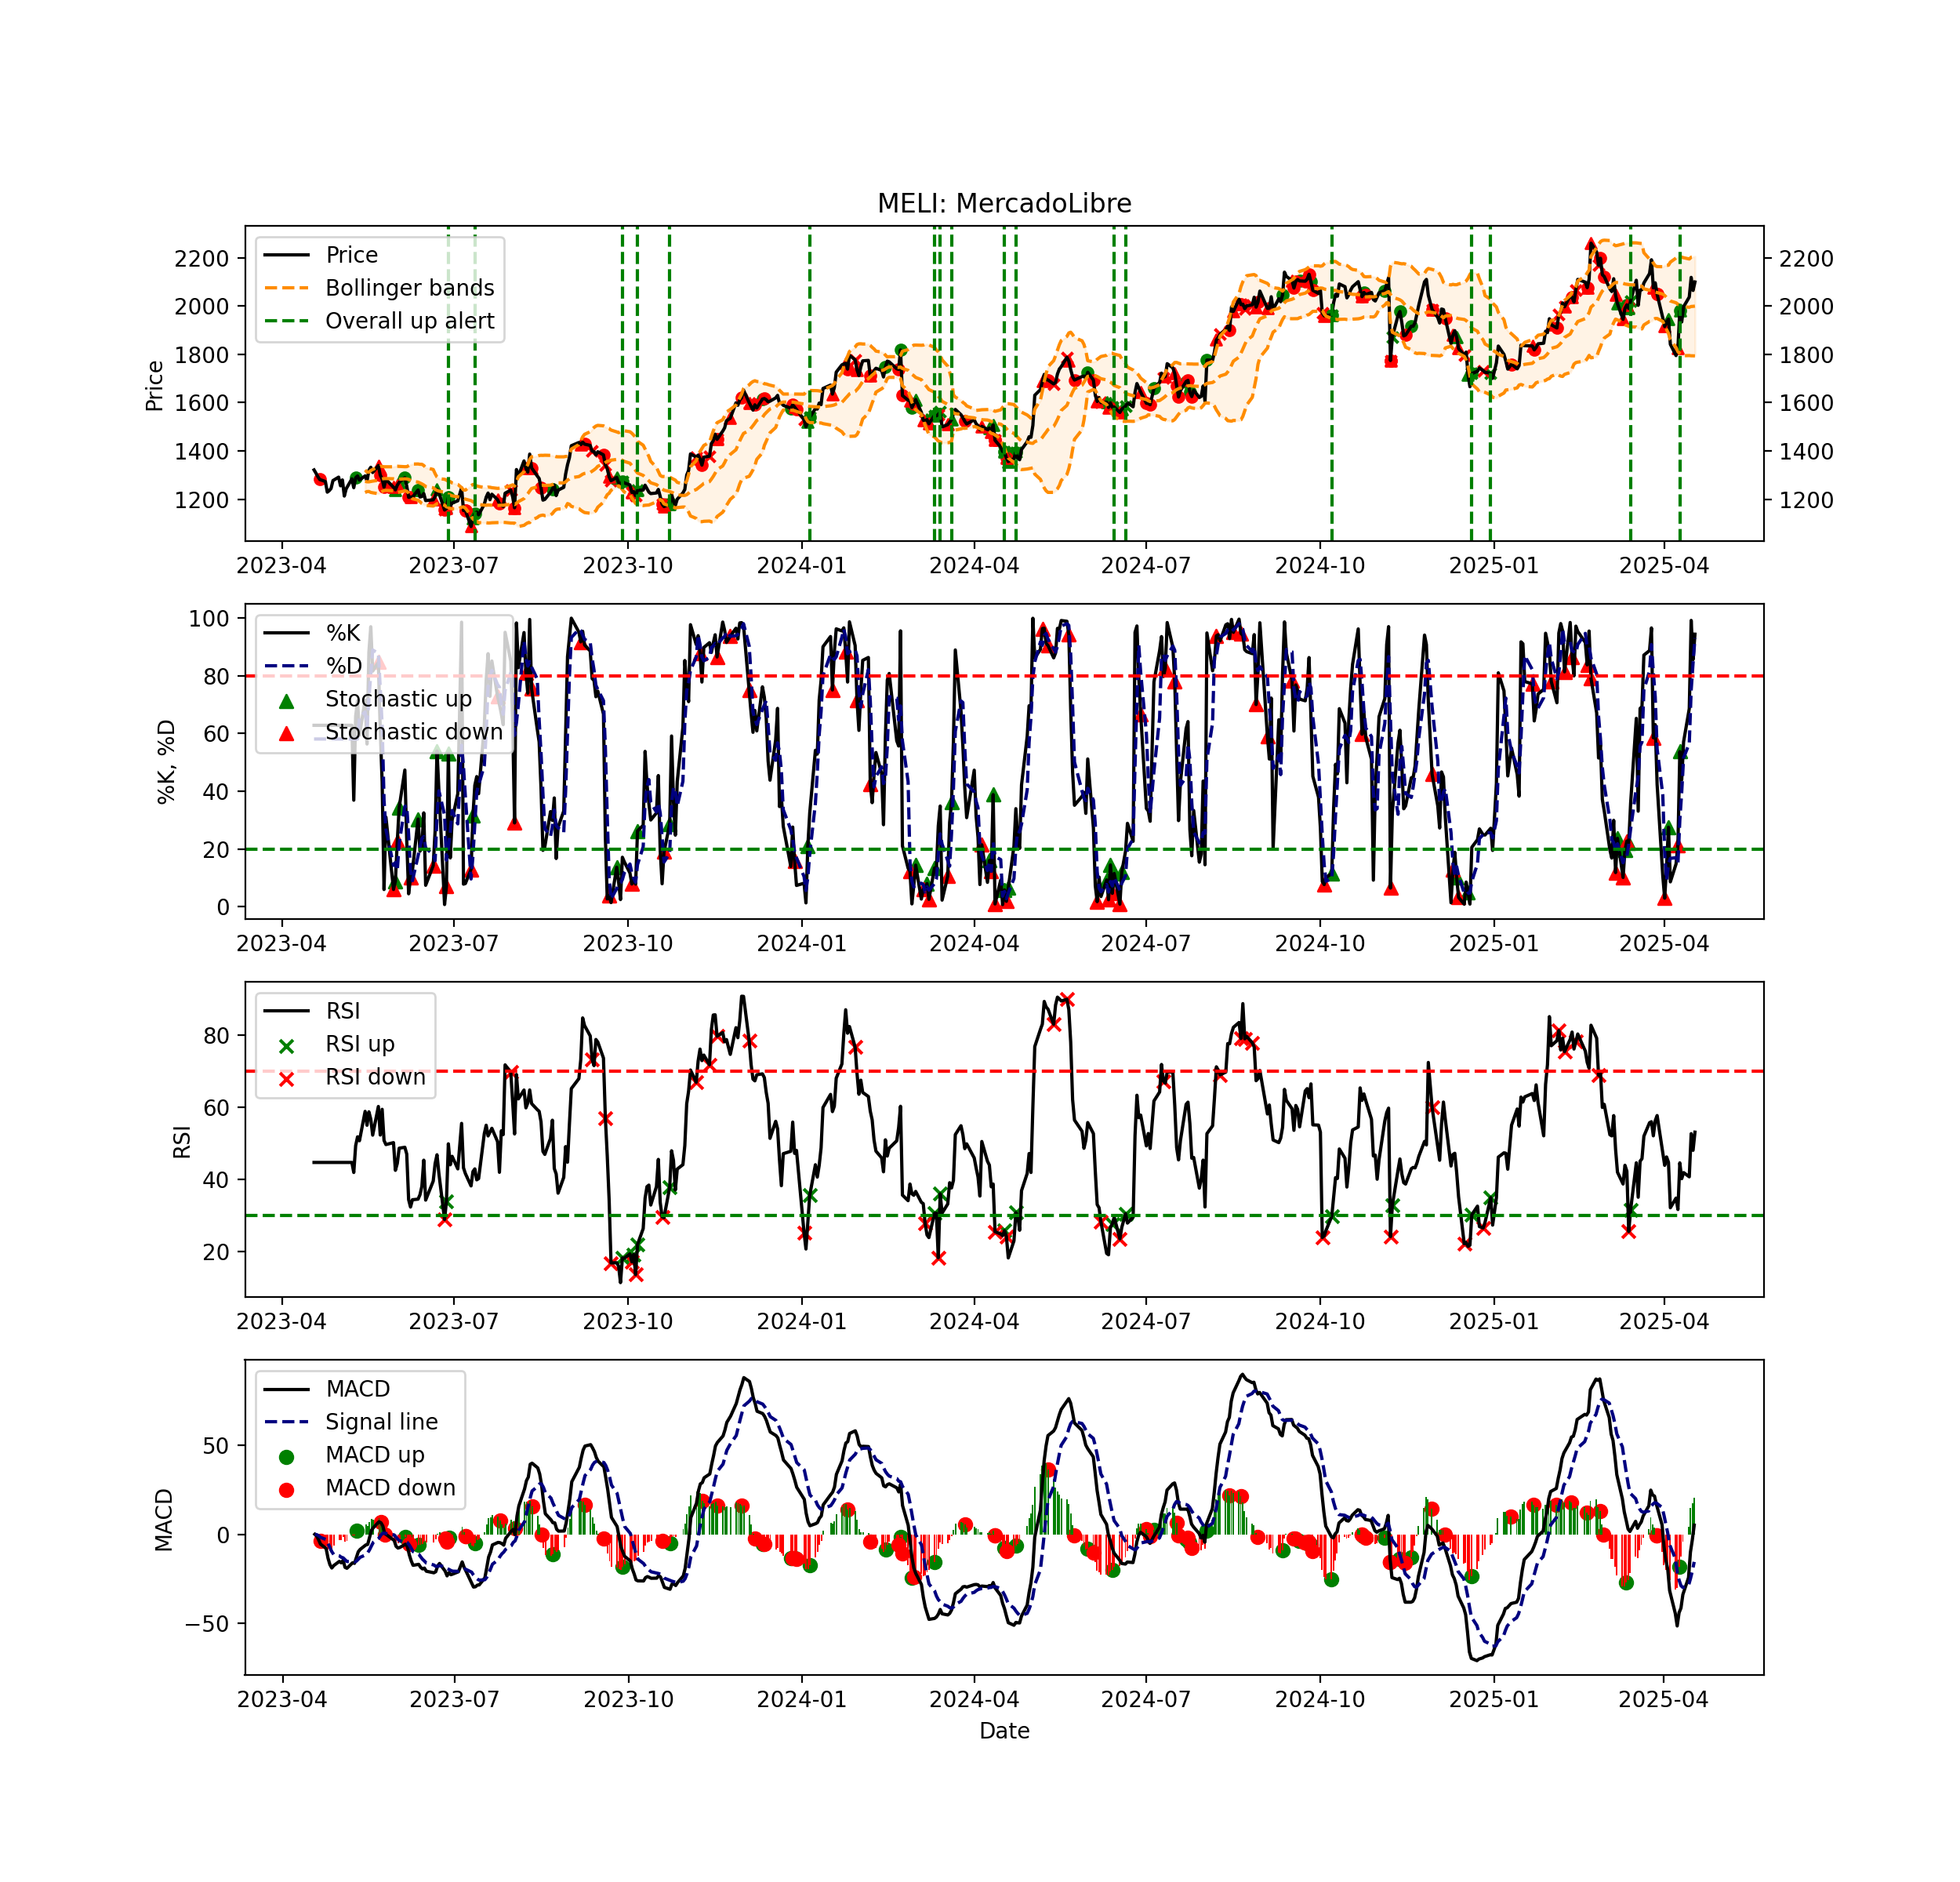 MELI: MercadoLibre
Price
2200
2000
1800
1600
1400
1200
2200
2000
1800
1600
1400
1200
Price
Bollinger bands
Overall up alert
2023-04 2023-07 2023-10 2024-01 2024-04 2024-07 2024-10 2025-01 2025-04
%K, %D
100
80
60
40
20
0
%K
%D
Stochastic up
Stochastic down
2023-04 2023-07 2023-10 2024-01 2024-04 2024-07 2024-10 2025-01 2025-04
RSI
80
60
40
20
RSI
RSI up
RSI down
2023-04 2023-07 2023-10 2024-01 2024-04 2024-07 2024-10 2025-01 2025-04
MACD
50
0
−50
MACD
Signal line
MACD up
MACD down
2023-04 2023-07 2023-10 2024-01 2024-04 2024-07 2024-10 2025-01 2025-04
Date